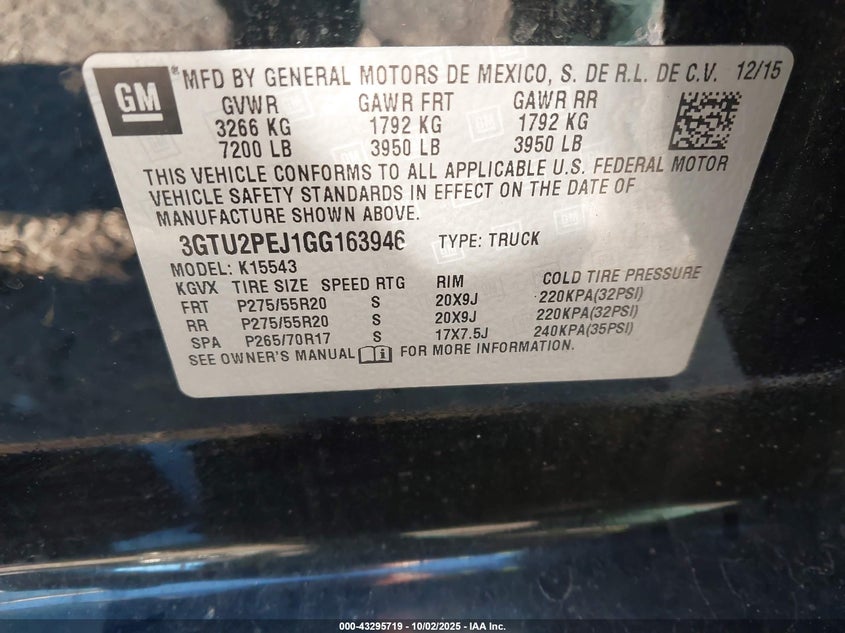 GM ® MFD BY GENERAL MOTORS DE MEXICO, S. DE R.L. DE C.V. 12/15
GVWR GAWR FRT GAWR RR
3266 KG 1792 KG 1792 KG
7200 LB 3950 LB 3950 LB
THIS VEHICLE CONFORMS TO ALL APPLICABLE U.S. FEDERAL MOTOR
VEHICLE SAFETY STANDARDS IN EFFECT ON THE DATE OF
MANUFACTURE SHOWN ABOVE.
3GTU2PEJ1GG163946 TYPE: TRUCK
MODEL: K15543
KGVX TIRE SIZE SPEED RTG RIM COLD TIRE PRESSURE
FRT P275/55R20 S 20X9J 220KPA(32PSI)
RR P275/55R20 S 20X9J 220KPA(32PSI)
SPA P265/70R17 S 17X7.5J 240KPA(35PSI)
SEE OWNER'S MANUAL i FOR MORE INFORMATION.
000-43295719 - 10/02/2025 - IAA Inc.